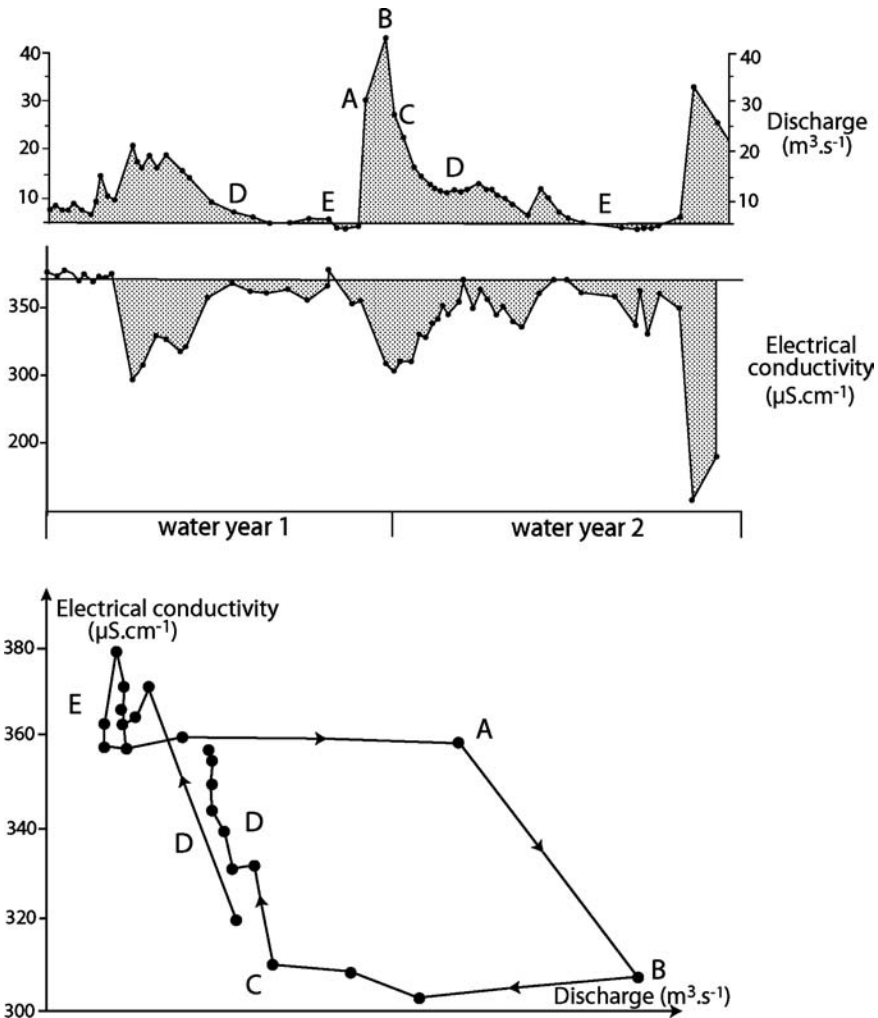 B
40
40
A
30
C
30
Discharge
(m³.s⁻¹)
20
20
D
D
10
E
E
10
350
Electrical
conductivity
(µS.cm⁻¹)
300
200
water year 1
water year 2
Electrical conductivity
(µS.cm⁻¹)
380
E
A
360
340
D
D
320
C
B
Discharge (m³.s⁻¹)
300